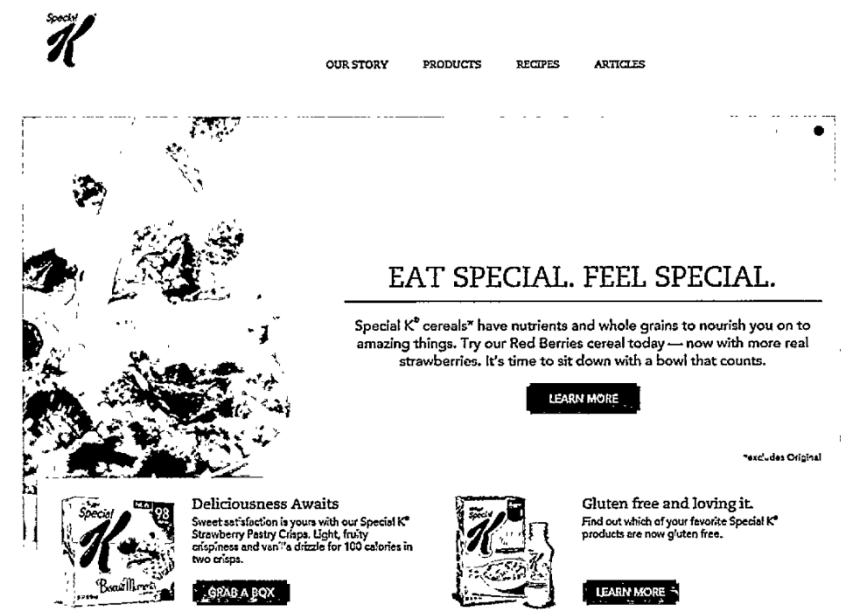 Special
K
OUR STORY PRODUCTS RECIPES ARTICLES
EAT SPECIAL. FEEL SPECIAL.
Special K® cereals* have nutrients and whole grains to nourish you on to
amazing things. Try our Red Berries cereal today — now with more real
strawberries. It's time to sit down with a bowl that counts.
LEARN MORE
*excludes Original
Special
K
98
Deliciousness Awaits
Sweet satisfaction is yours with our Special K®
Strawberry Pastry Crisps. Light, fruity
crispiness and vanilla drizzle for 100 calories in
two crisps.
GRAB A BOX
Special
K
Gluten free and loving it.
Find out which of your favorite Special K®
products are now gluten free.
LEARN MORE